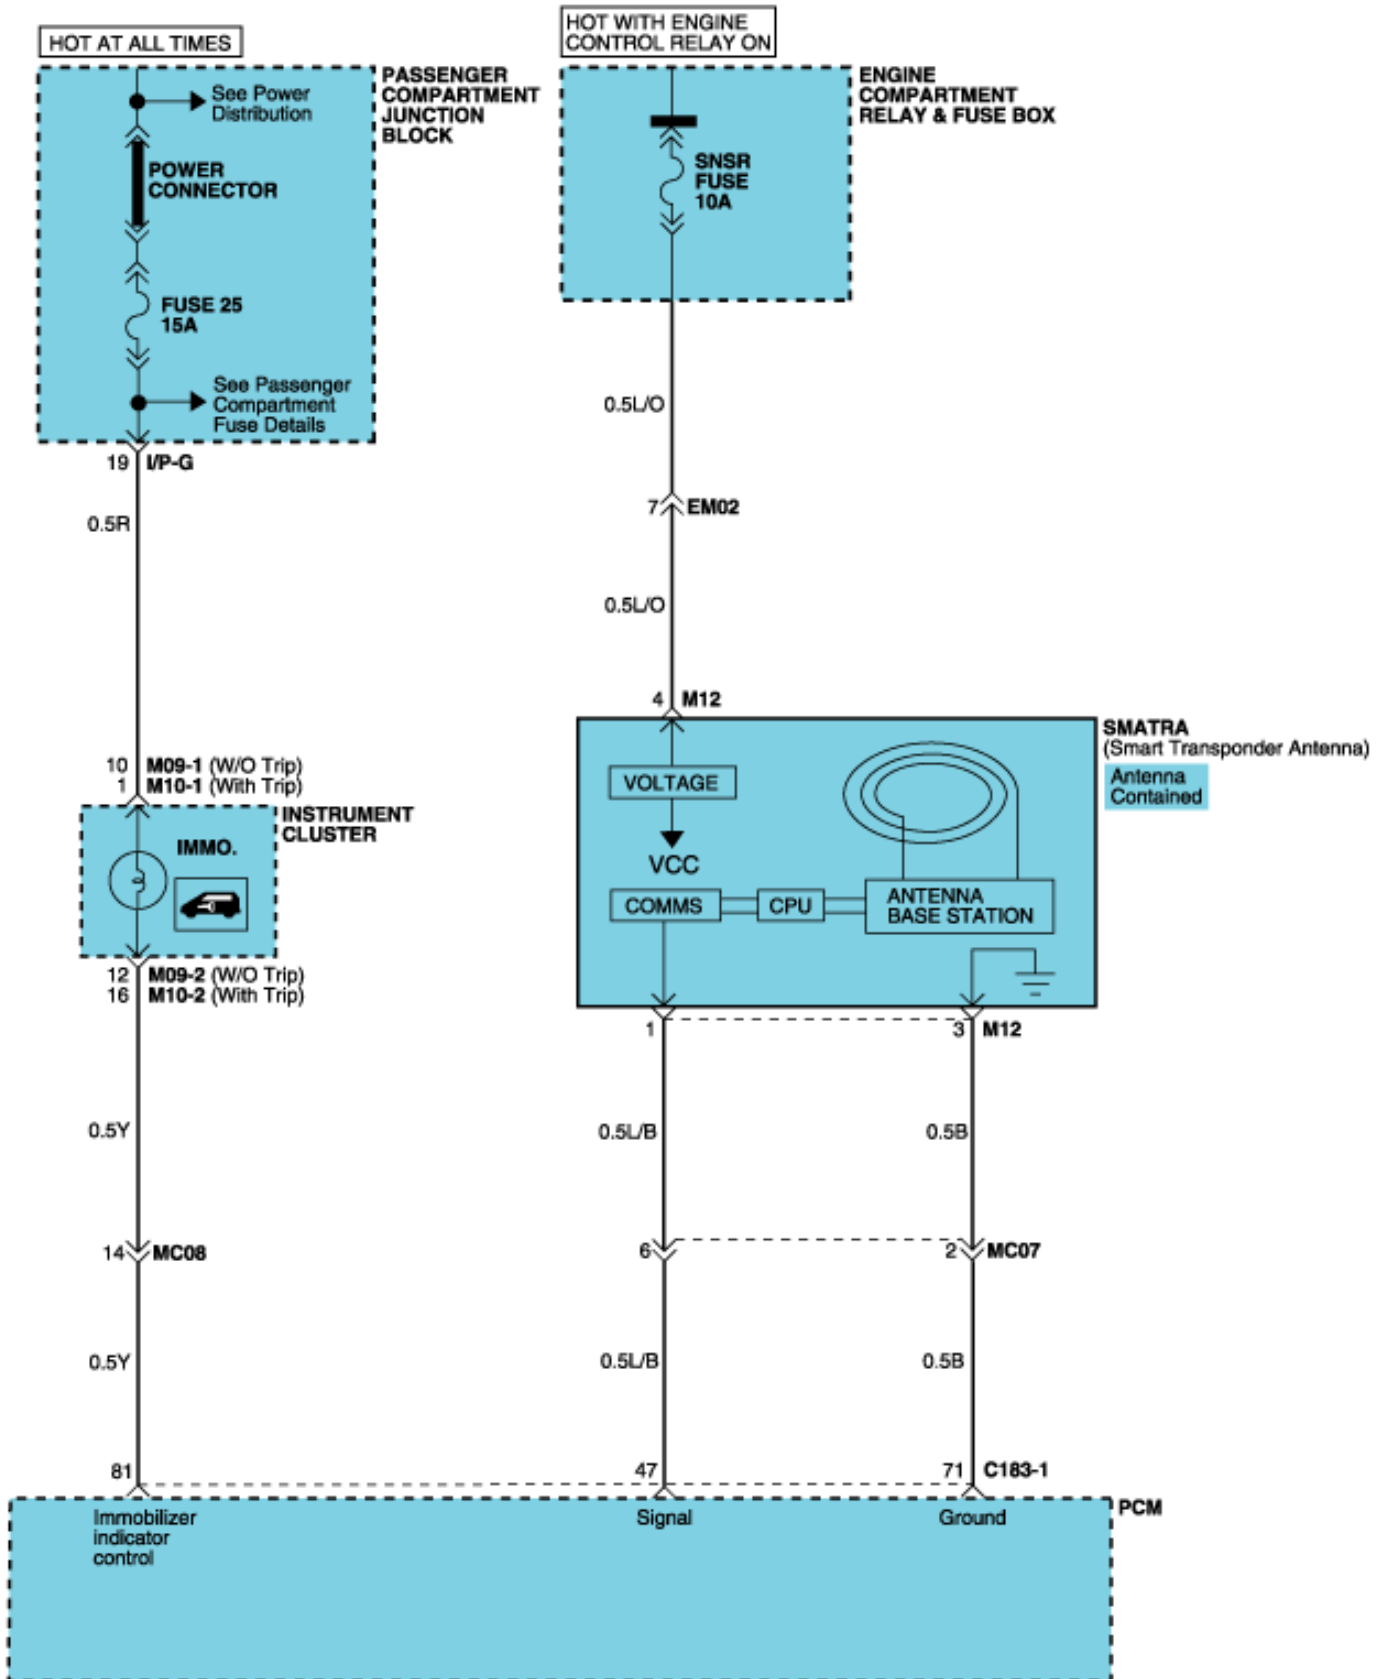 HOT AT ALL TIMES
HOT WITH ENGINE
CONTROL RELAY ON
PASSENGER
COMPARTMENT
JUNCTION
BLOCK
See Power
Distribution
POWER
CONNECTOR
FUSE 25
15A
See Passenger
Compartment
Fuse Details
ENGINE
COMPARTMENT
RELAY & FUSE BOX
SNSR
FUSE
10A
19 I/P-G
0.5R
0.5L/O
7 EM02
0.5L/O
4 M12
10 M09-1 (W/O Trip)
1 M10-1 (With Trip)
INSTRUMENT
CLUSTER
IMMO.
12 M09-2 (W/O Trip)
16 M10-2 (With Trip)
SMATRA
(Smart Transponder Antenna)
Antenna
Contained
VOLTAGE
VCC
COMMS
CPU
ANTENNA
BASE STATION
1
3 M12
0.5Y
0.5L/B
0.5B
14 MC08
6
2 MC07
0.5Y
0.5L/B
0.5B
81
47
71 C183-1
PCM
Immobilizer
indicator
control
Signal
Ground